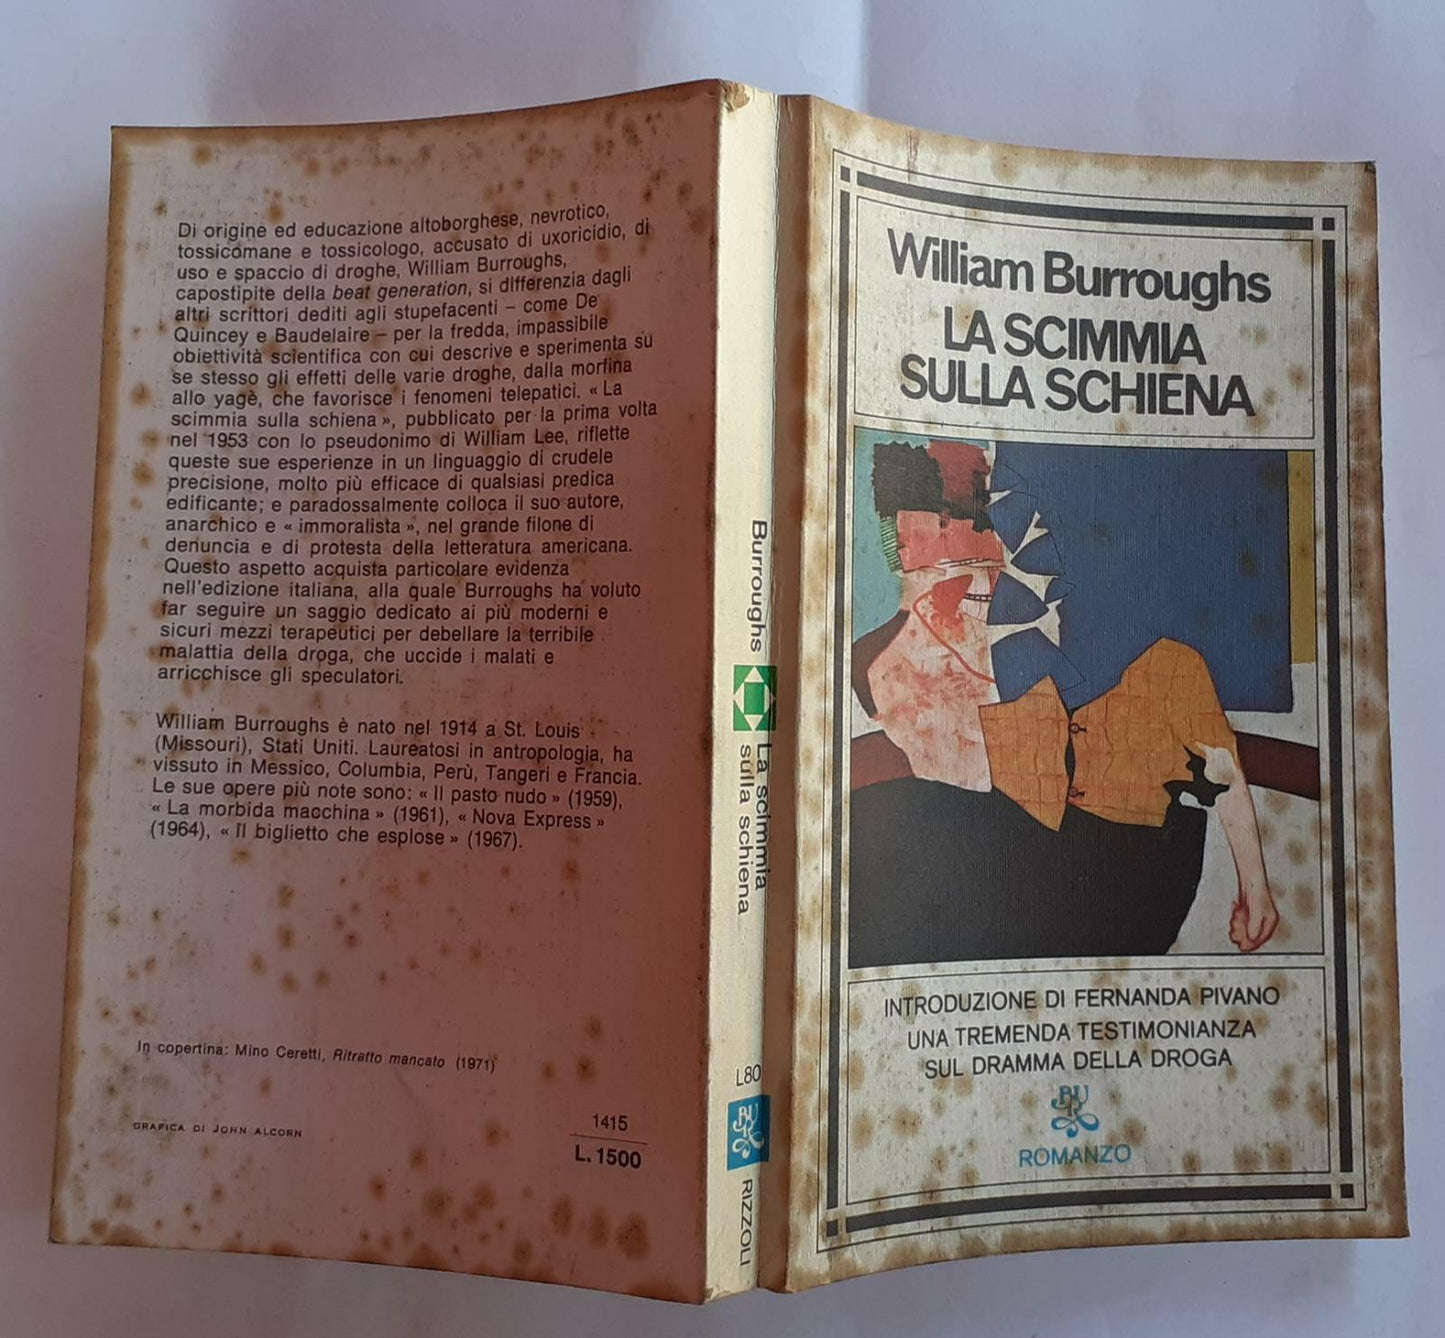 Di origine ed educazione altoborghese, nevrotico,
tossicomane e tossicologo, accusato di uxoricidio, di
uso e spaccio di droghe, William Burroughs,
capostipite della beat generation, si differenzia dagli
altri scrittori dediti agli stupefacenti – come De
Quincey e Baudelaire – per la fredda, impassibile
obiettività scientifica con cui descrive e sperimenta su
se stesso gli effetti delle varie droghe, dalla morfina
allo yagè, che favorisce i fenomeni telepatici. « La
scimmia sulla schiena », pubblicato per la prima volta
nel 1953 con lo pseudonimo di William Lee, riflette
queste sue esperienze in un linguaggio di crudele
precisione, molto più efficace di qualsiasi predica
edificante; e paradossalmente colloca il suo autore,
anarchico e « immoralista », nel grande filone di
denuncia e di protesta della letteratura americana.
Questo aspetto acquista particolare evidenza
nell'edizione italiana, alla quale Burroughs ha voluto
far seguire un saggio dedicato ai più moderni e
sicuri mezzi terapeutici per debellare la terribile
malattia della droga, che uccide i malati e
arricchisce gli speculatori.
William Burroughs è nato nel 1914 a St. Louis
(Missouri), Stati Uniti. Laureatosi in antropologia, ha
vissuto in Messico, Columbia, Perù, Tangeri e Francia.
Le sue opere più note sono: « Il pasto nudo » (1959),
« La morbida macchina » (1961), « Nova Express »
(1964), « Il biglietto che esplose » (1967).
In copertina: Mino Ceretti, Ritratto mancato (1971)
GRAFICA DI JOHN ALCORN
1415
L. 1500
Burroughs
La scimmia
sulla schiena
L80
BUR
RIZZOLI
William Burroughs
LA SCIMMIA
SULLA SCHIENA
INTRODUZIONE DI FERNANDA PIVANO
UNA TREMENDA TESTIMONIANZA
SUL DRAMMA DELLA DROGA
BUR
ROMANZO